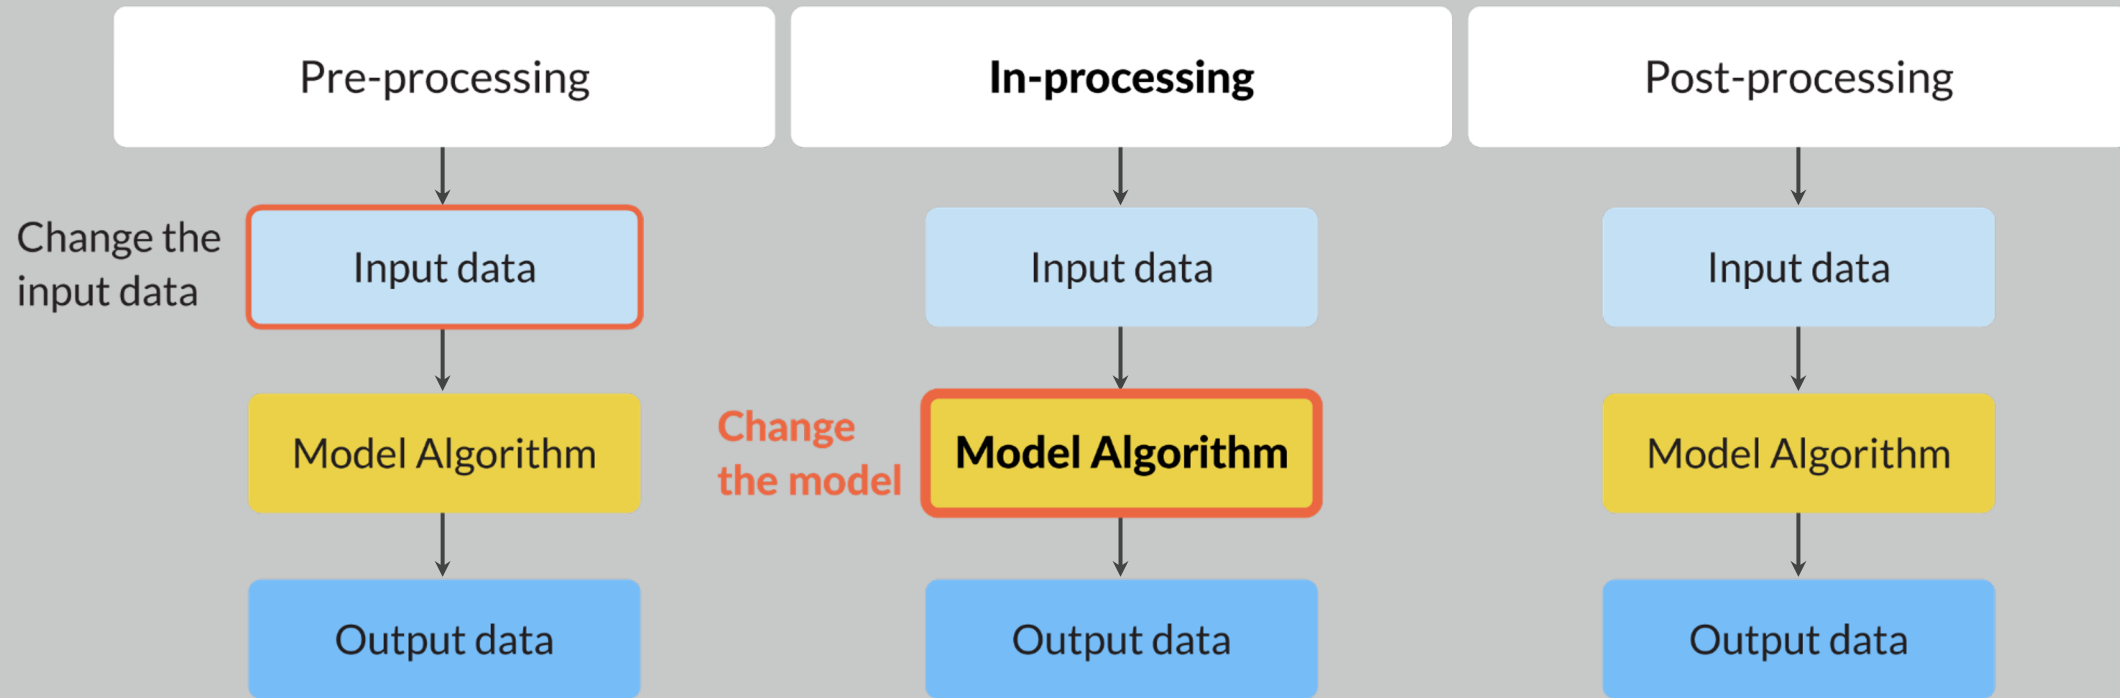 Pre-processing
In-processing
Post-processing
Change the
input data
Input data
Input data
Input data
Model Algorithm
Change
the model
Model Algorithm
Model Algorithm
Output data
Output data
Output data